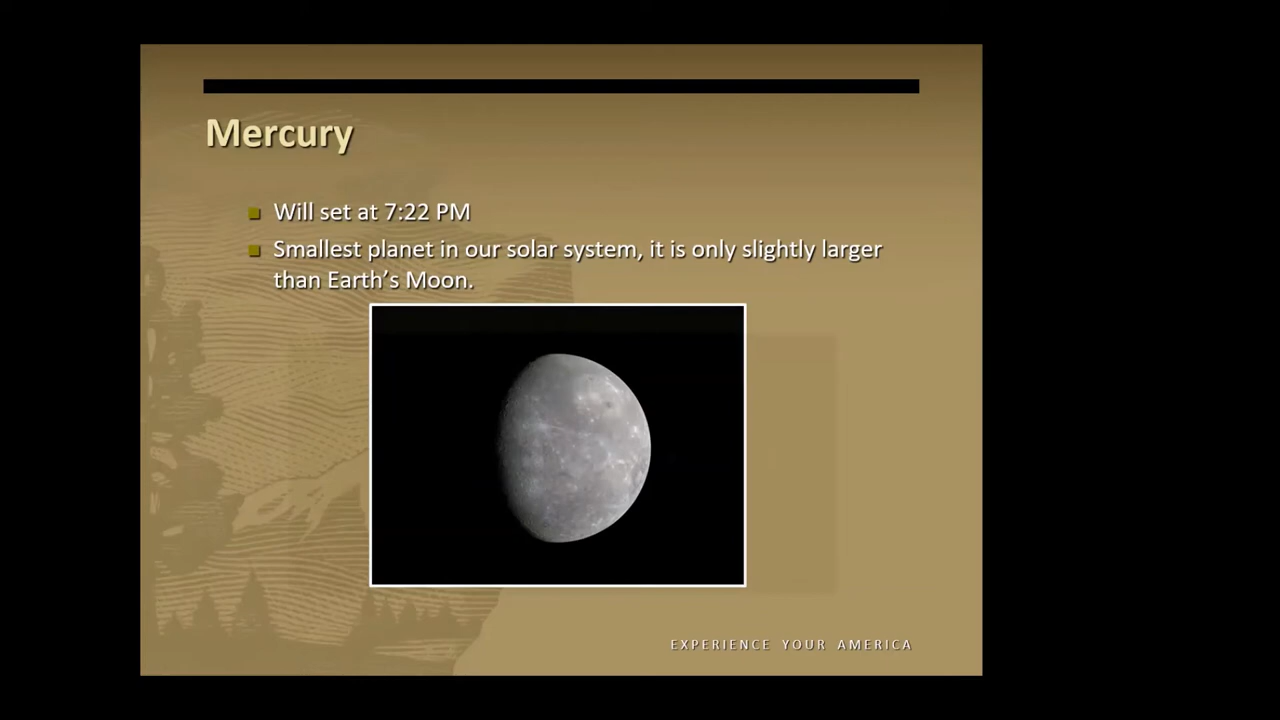 Mercury
Will set at 7:22 PM
Smallest planet in our solar system, it is only slightly larger
than Earth's Moon.
EXPERIENCE YOUR AMERICA